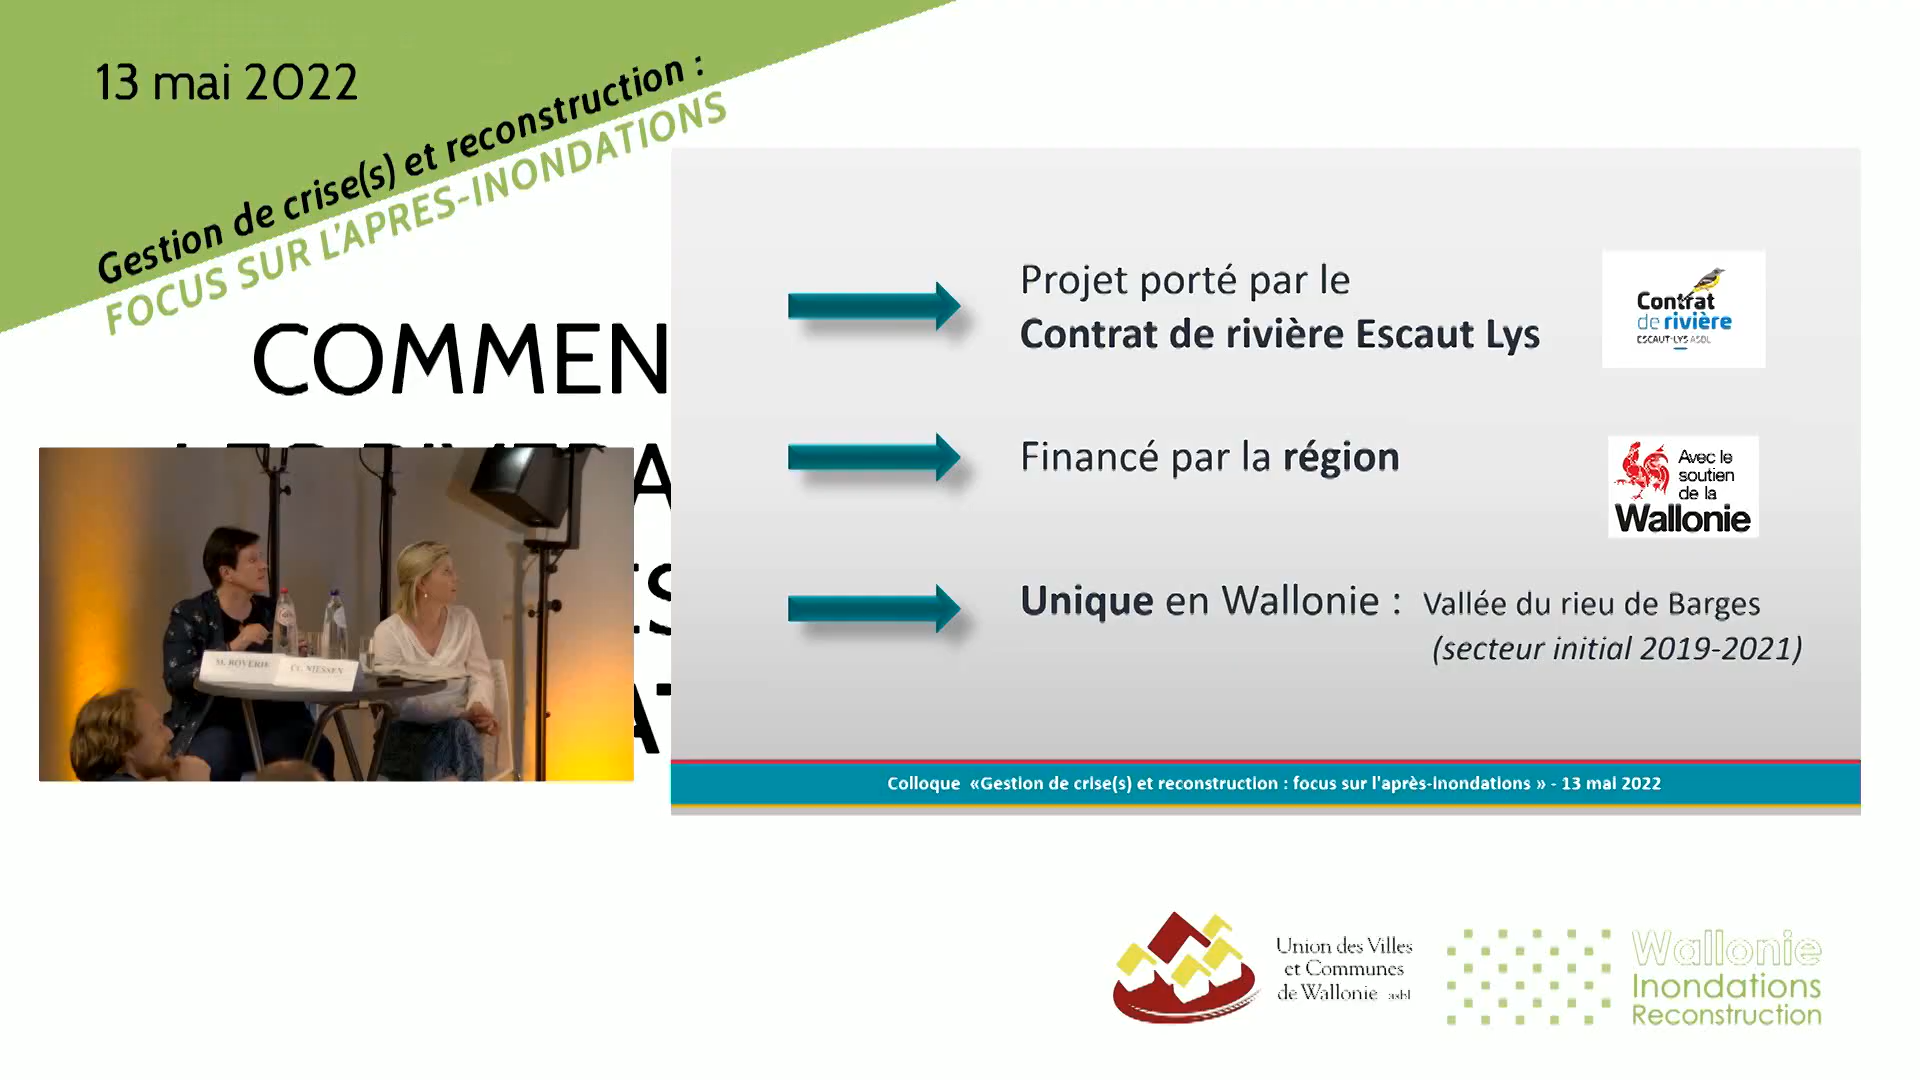 13 mai 2022
Gestion de crise(s) et reconstruction :
FOCUS SUR L'APRES-INONDATIONS
COMMEN
Projet porté par le
Contrat de rivière Escaut Lys
Contrat
de rivière
ESCAUT-LYS ASBL
Financé par la région
Avec le
soutien
de la
Wallonie
Unique en Wallonie : Vallée du rieu de Barges
(secteur initial 2019-2021)
M. BOVERIE
CC. NIESSEN
Colloque «Gestion de crise(s) et reconstruction : focus sur l'après-inondations » - 13 mai 2022
Union des Villes
et Communes
de Wallonie asbl
Wallonie
Inondations
Reconstruction